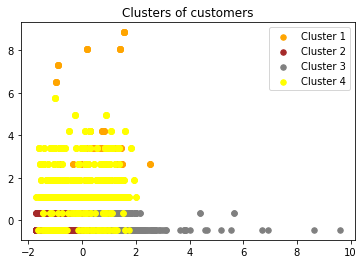 Clusters of customers
Cluster 1
Cluster 2
Cluster 3
Cluster 4
8
6
4
2
0
−2 0 2 4 6 8 10